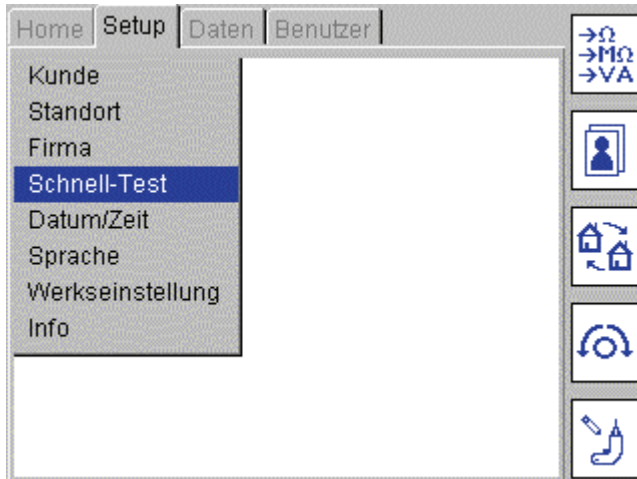 Home Setup Daten Benutzer
Kunde
Standort
Firma
Schnell-Test
Datum/Zeit
Sprache
Werkseinstellung
Info
→Ω
→MΩ
→VA